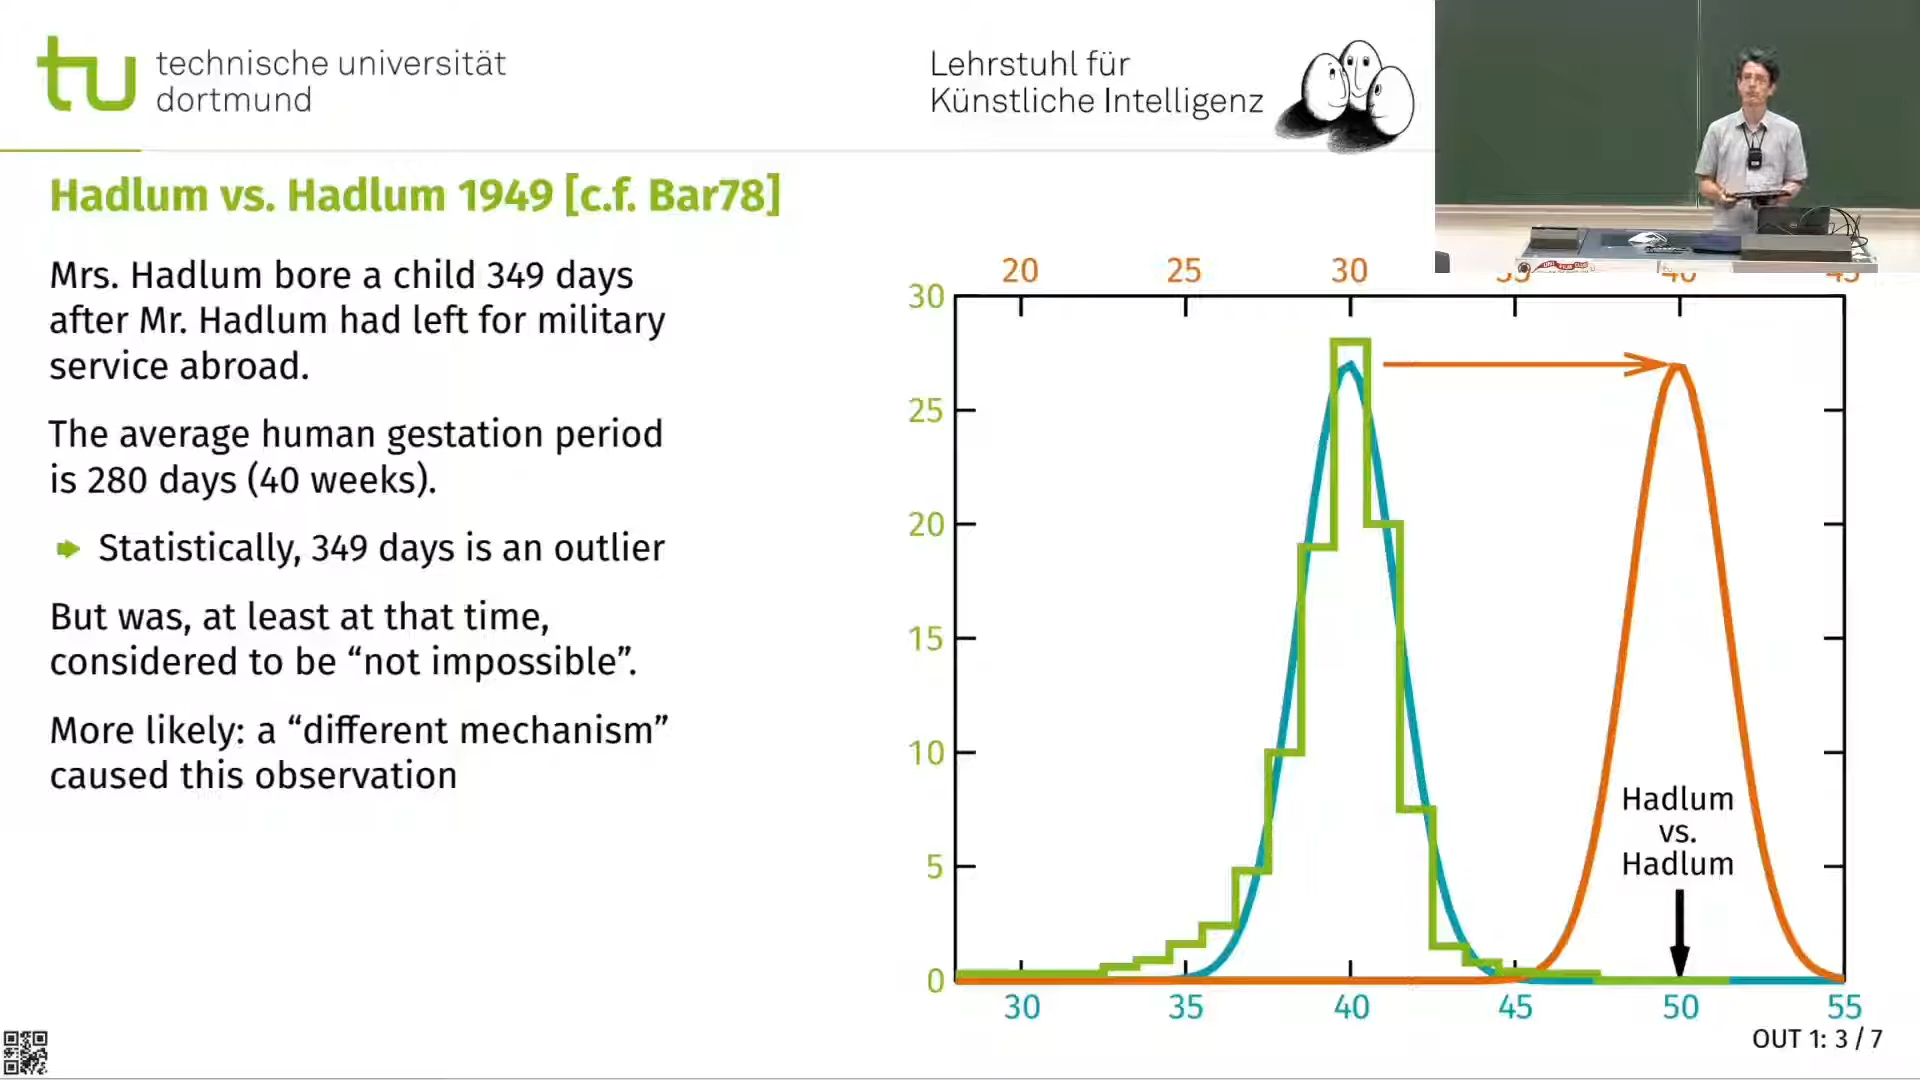 technische universität
dortmund
Lehrstuhl für
Künstliche Intelligenz
Hadlum vs. Hadlum 1949 [c.f. Bar78]
Mrs. Hadlum bore a child 349 days
after Mr. Hadlum had left for military
service abroad.
The average human gestation period
is 280 days (40 weeks).
Statistically, 349 days is an outlier
But was, at least at that time,
considered to be “not impossible”.
More likely: a “different mechanism”
caused this observation
20 25 30
30
25
20
15
10
5
0
Hadlum
vs.
Hadlum
30 35 40 45 50 55
OUT 1: 3 / 7